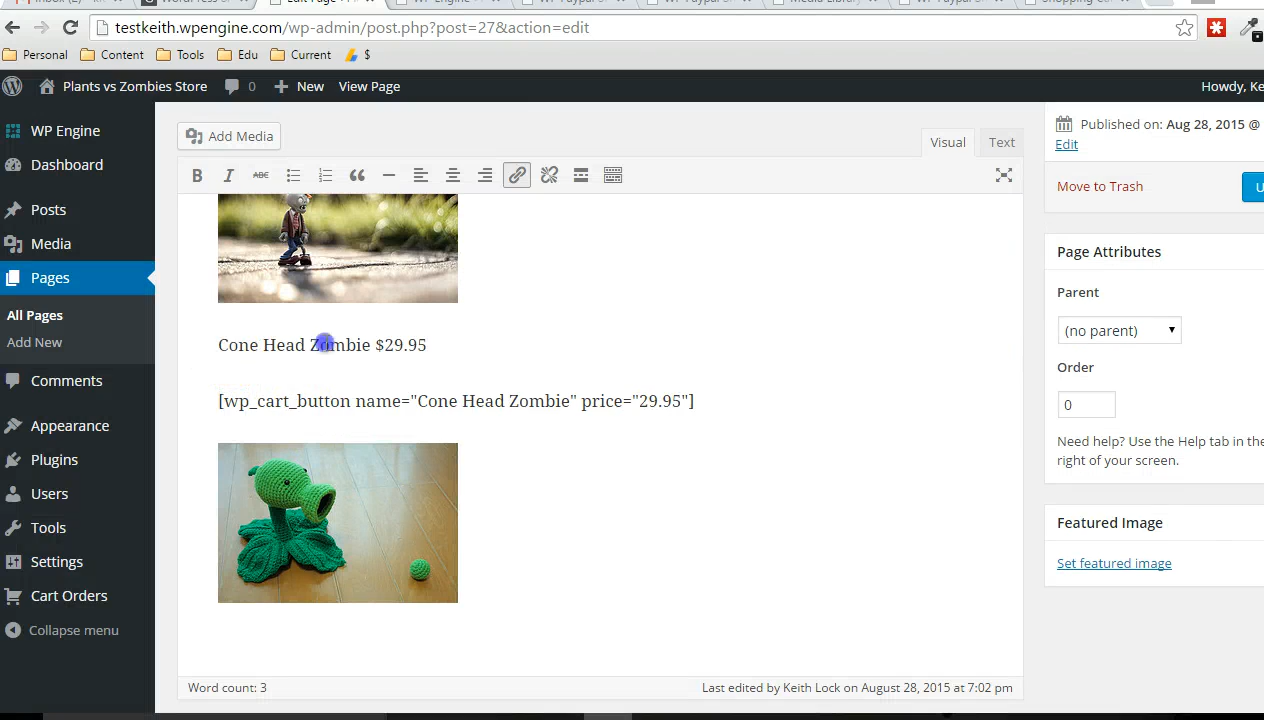 testkeith.wpengine.com/wp-admin/post.php?post=27&action=edit
Personal Content Tools Edu Current $
Plants vs Zombies Store 0 New View Page Howdy, Ke
WP Engine
Dashboard
Posts
Media
Pages
All Pages
Add New
Comments
Appearance
Plugins
Users
Tools
Settings
Cart Orders
Collapse menu
Add Media
Visual Text
B I ABC
Cone Head Zombie $29.95
[wp_cart_button name="Cone Head Zombie" price="29.95"]
Word count: 3 Last edited by Keith Lock on August 28, 2015 at 7:02 pm
Published on: Aug 28, 2015 @
Edit
Move to Trash U
Page Attributes
Parent
(no parent)
Order
0
Need help? Use the Help tab in the
right of your screen.
Featured Image
Set featured image